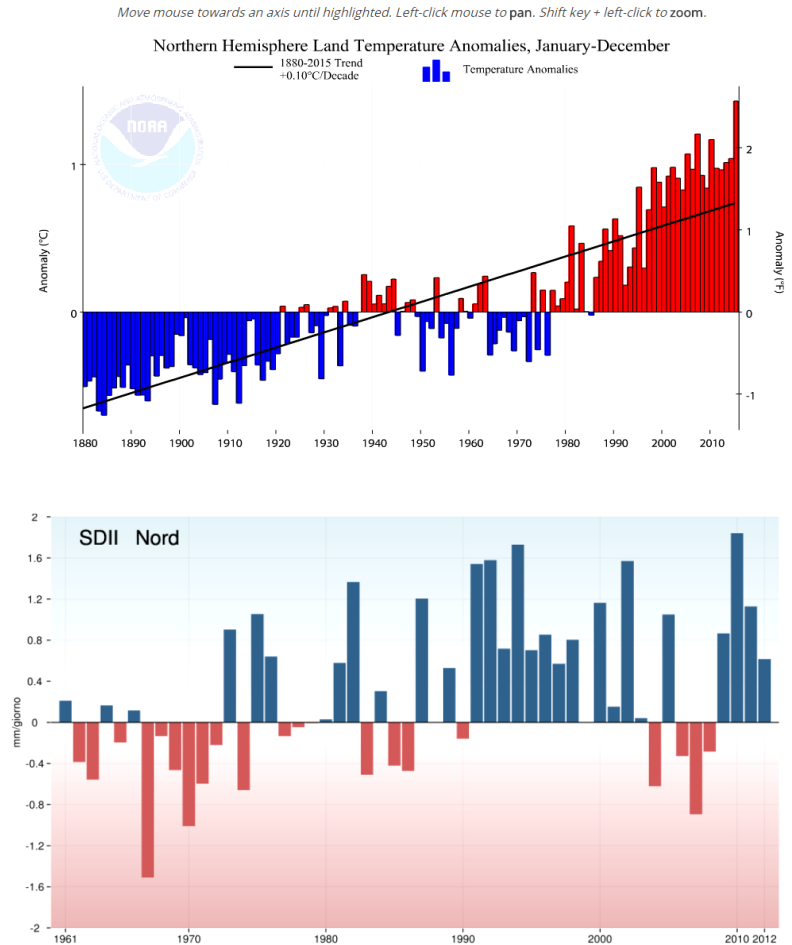 Move mouse towards an axis until highlighted. Left-click mouse to pan. Shift key + left-click to zoom.
Northern Hemisphere Land Temperature Anomalies, January-December
1880-2015 Trend
+0.10°C/Decade
Temperature Anomalies
NOAA
Anomaly (°C)
1
0
Anomaly (°F)
2
1
0
-1
1880 1890 1900 1910 1920 1930 1940 1950 1960 1970 1980 1990 2000 2010
SDII Nord
mm/giorno
2
1.6
1.2
0.8
0.4
0
-0.4
-0.8
-1.2
-1.6
-2
1961 1970 1980 1990 2000 2010 2012